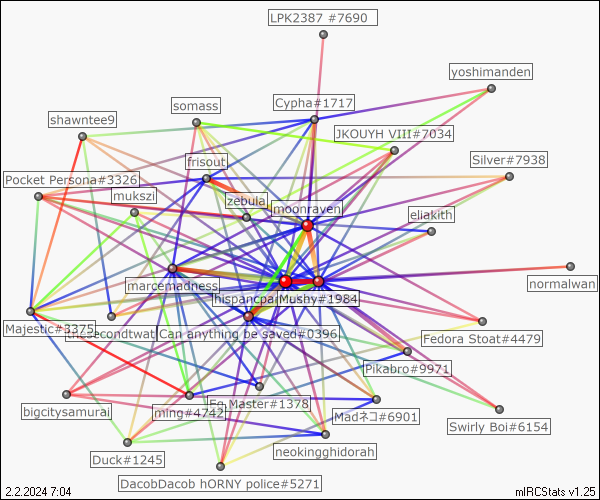 LPK2387 #7690
yoshimanden
somass
Cypha#1717
shawntee9
JKOUYH VIII#7034
frisout
Silver#7938
Pocket Persona#3326
mukszi
zebula
moonraven
eliakith
marcemadness
normalwan
hispancpa
Mushy#1984
Majestic#3375
thesecondtwat
Can anything be saved#0396
Fedora Stoat#4479
Pikabro#9971
bigcitysamurai
ming#4742
Eg Master#1378
Madネコ#6901
Swirly Boi#6154
Duck#1245
neokingghidorah
DacobDacob hORNY police#5271
2.2.2024 7:04
mIRCStats v1.25